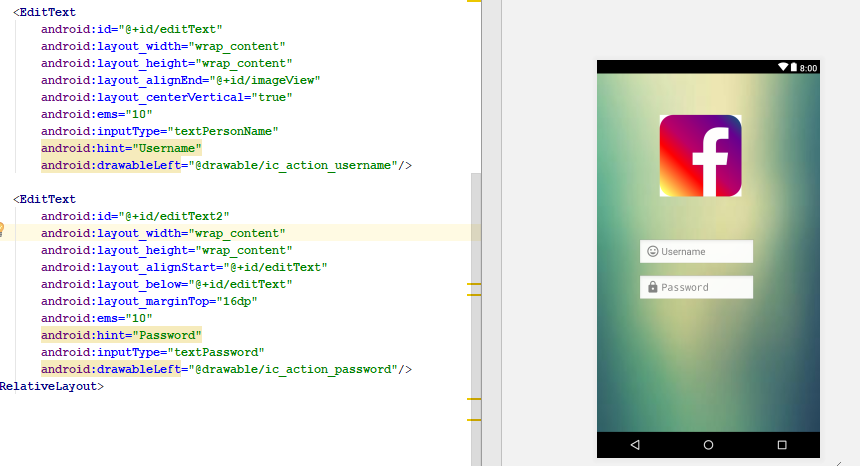 <EditText
android:id="@+id/editText"
android:layout_width="wrap_content"
android:layout_height="wrap_content"
android:layout_alignEnd="@+id/imageView"
android:layout_centerVertical="true"
android:ems="10"
android:inputType="textPersonName"
android:hint="Username"
android:drawableLeft="@drawable/ic_action_username"/>
<EditText
android:id="@+id/editText2"
android:layout_width="wrap_content"
android:layout_height="wrap_content"
android:layout_alignStart="@+id/editText"
android:layout_below="@+id/editText"
android:layout_marginTop="16dp"
android:ems="10"
android:hint="Password"
android:inputType="textPassword"
android:drawableLeft="@drawable/ic_action_password"/>
RelativeLayout>
8:00
f
Username
Password